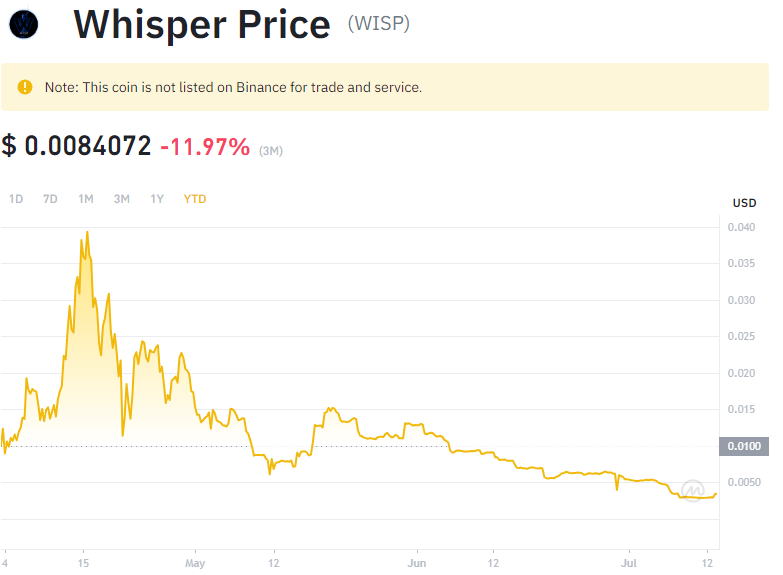 Whisper Price (WISP)
Note: This coin is not listed on Binance for trade and service.
$ 0.0084072 -11.97% (3M)
1D 7D 1M 3M 1Y YTD
USD
0.040
0.035
0.030
0.025
0.020
0.015
0.0100
0.0050
4 15 May 12 Jun 12 Jul 12